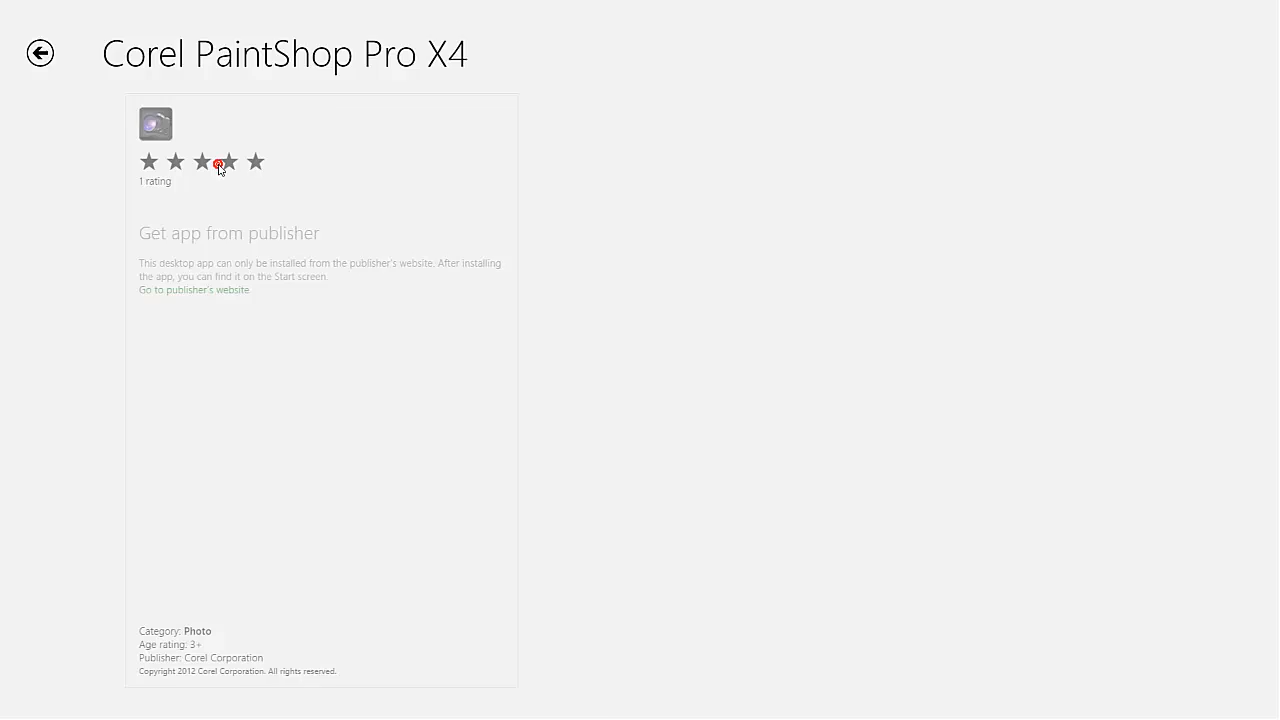 Corel PaintShop Pro X4
1 rating
Get app from publisher
This desktop app can only be installed from the publisher's website. After installing
the app, you can find it on the Start screen.
Go to publisher's website
Category: Photo
Age rating: 3+
Publisher: Corel Corporation
Copyright 2012 Corel Corporation. All rights reserved.